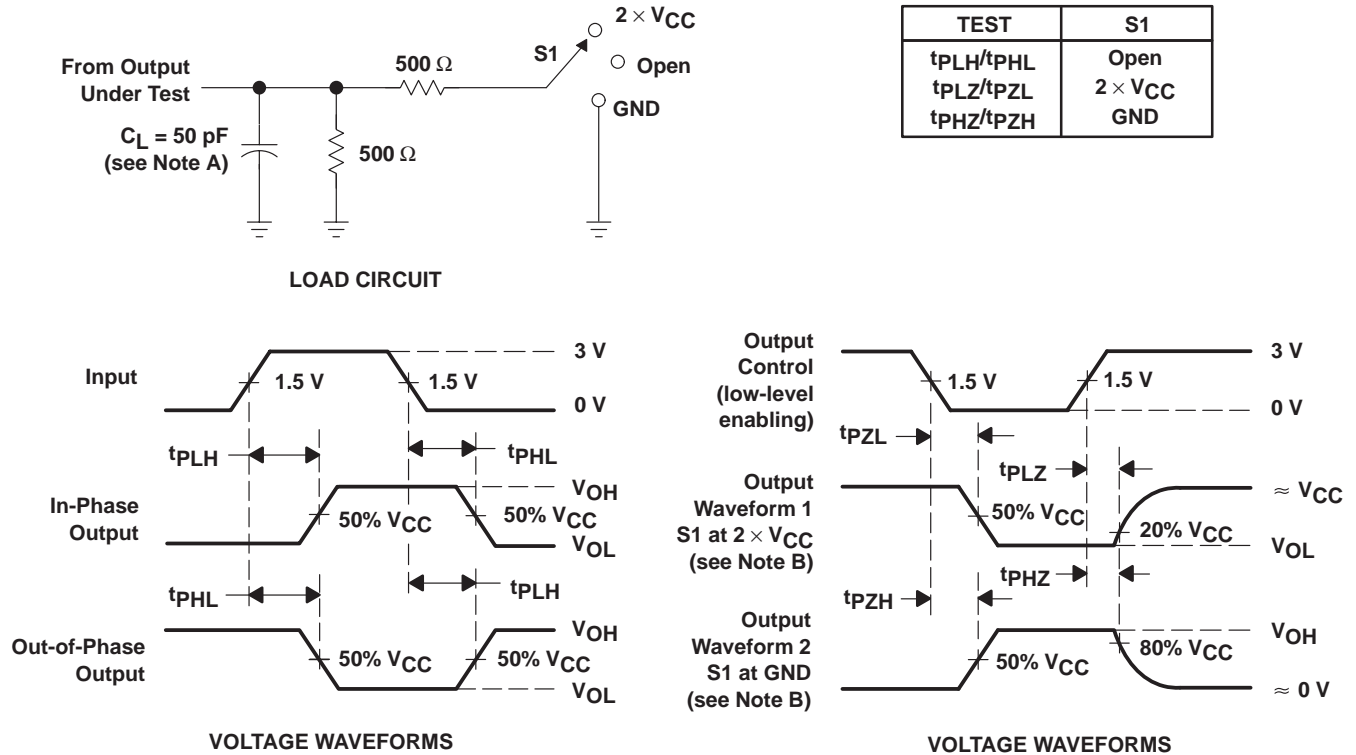 2 × VCC
S1
Open
GND
500 Ω
From Output
Under Test
CL = 50 pF
(see Note A)
500 Ω
LOAD CIRCUIT
TEST S1
tPLH/tPHL Open
tPLZ/tPZL 2 × VCC
tPHZ/tPZH GND
Input
1.5 V
1.5 V
3 V
0 V
tPLH
tPHL
In-Phase
Output
50% VCC
50% VCC
VOH
VOL
tPHL
tPLH
Out-of-Phase
Output
50% VCC
50% VCC
VOH
VOL
VOLTAGE WAVEFORMS
Output
Control
(low-level
enabling)
1.5 V
1.5 V
3 V
0 V
tPZL
tPLZ
Output
Waveform 1
S1 at 2 × VCC
(see Note B)
50% VCC
20% VCC
≈ VCC
VOL
tPZH
tPHZ
Output
Waveform 2
S1 at GND
(see Note B)
50% VCC
80% VCC
VOH
≈ 0 V
VOLTAGE WAVEFORMS